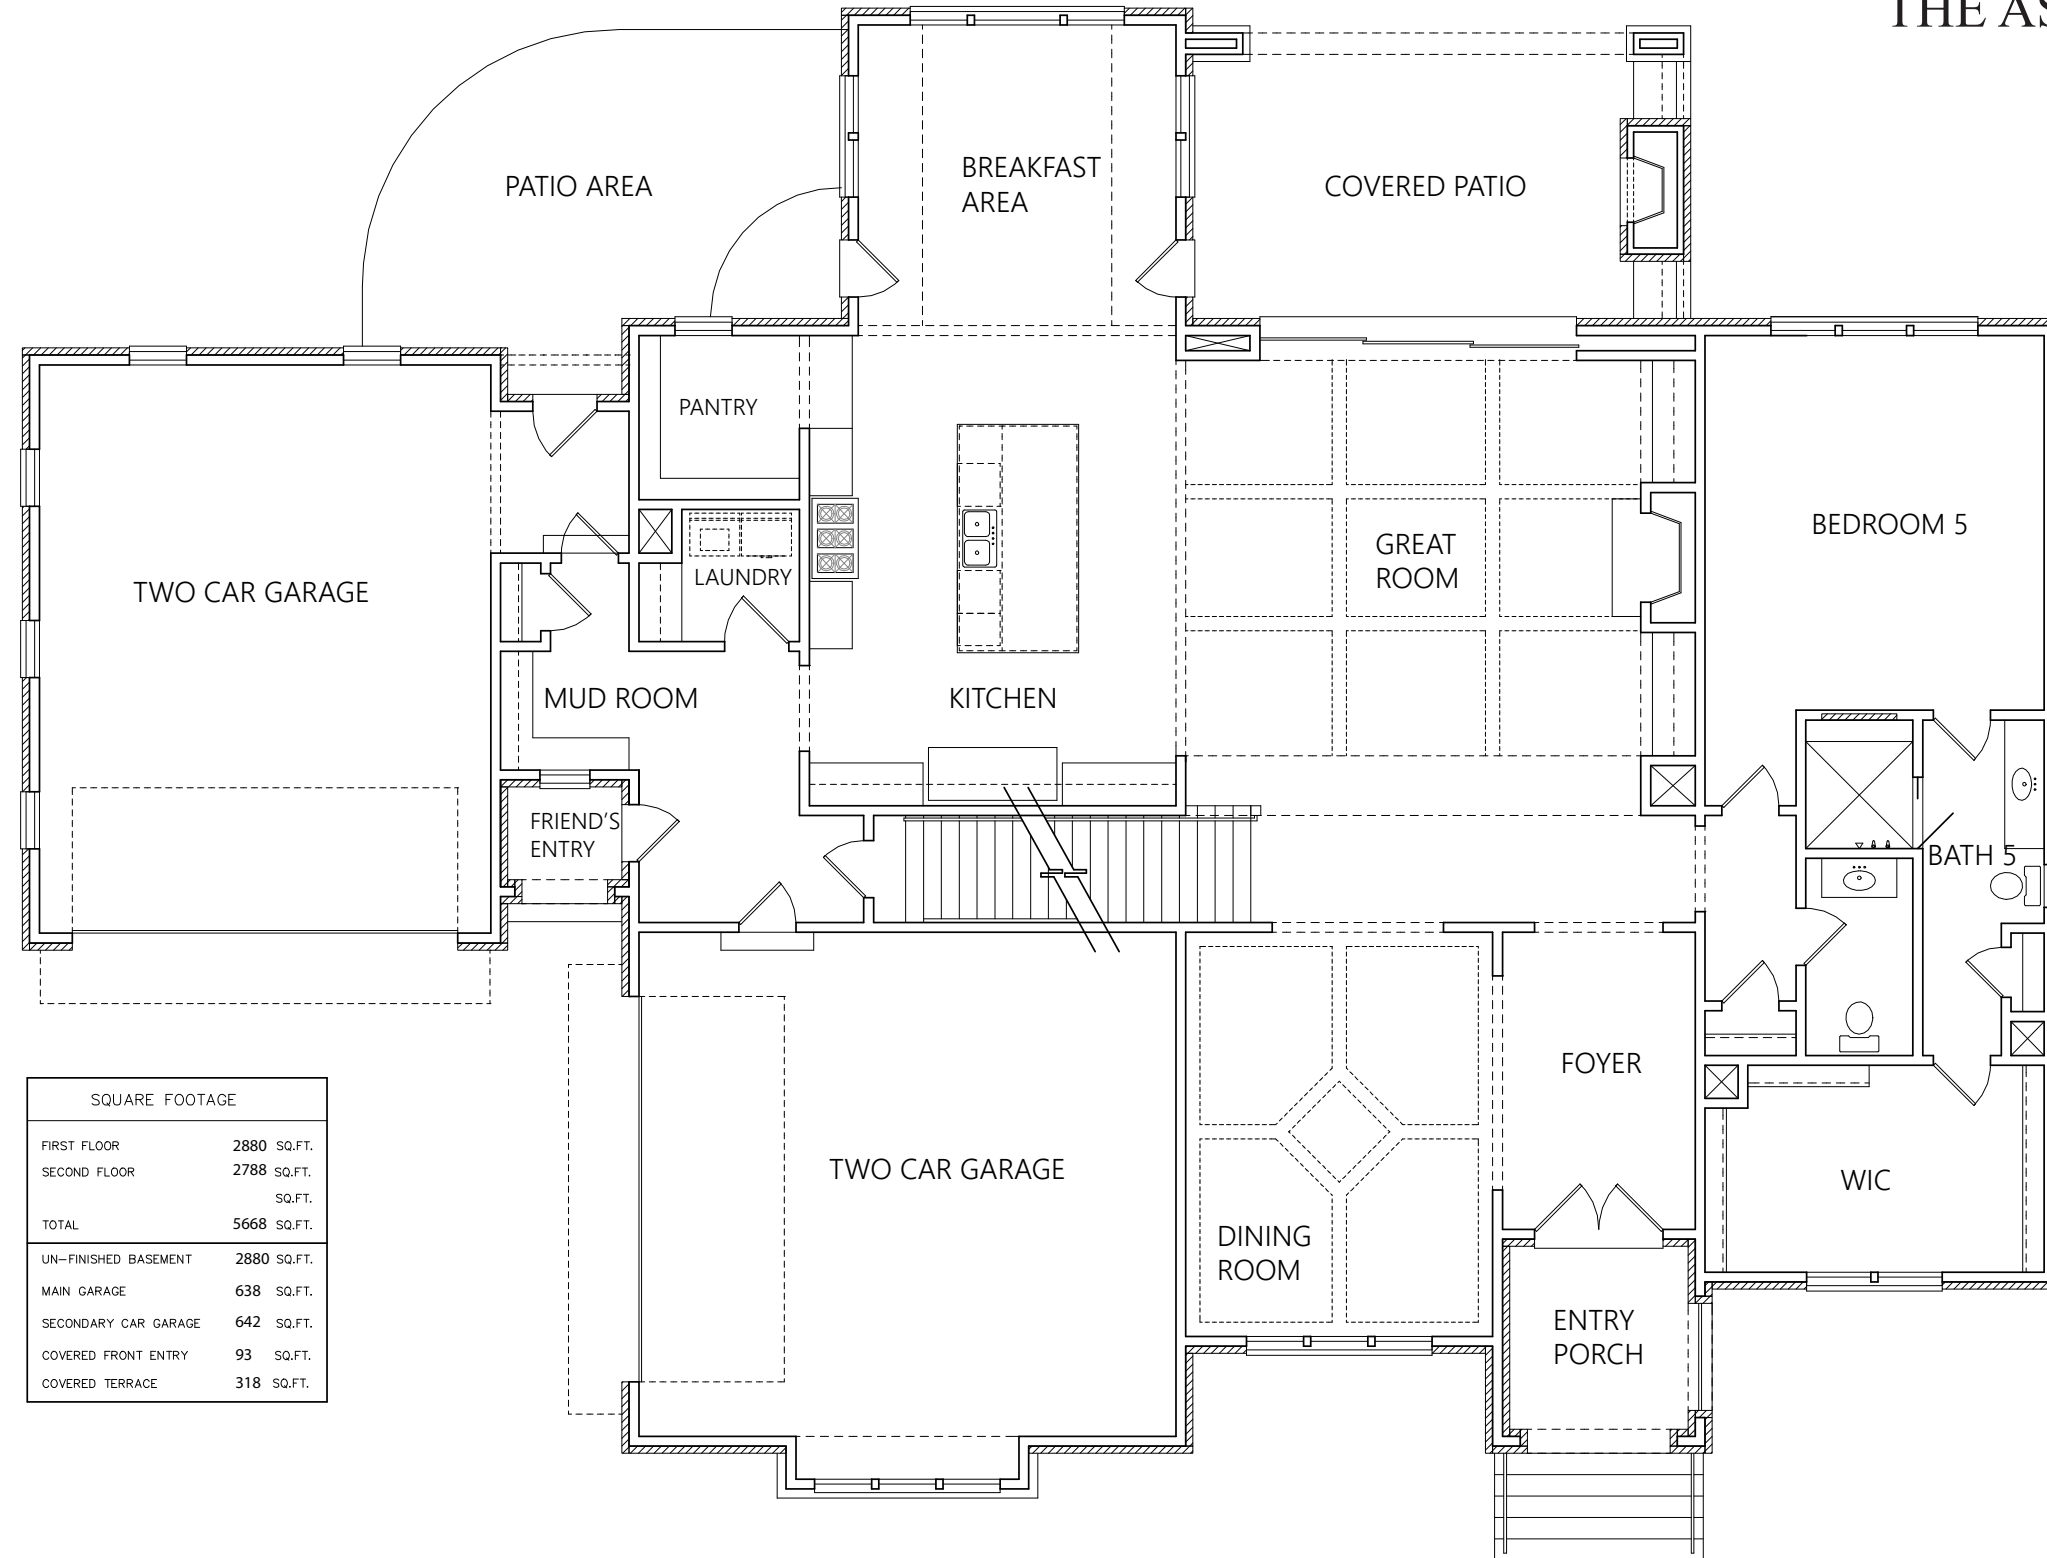 THE AS
PATIO AREA
BREAKFAST
AREA
COVERED PATIO
PANTRY
BEDROOM 5
GREAT
ROOM
TWO CAR GARAGE
LAUNDRY
MUD ROOM
KITCHEN
FRIEND'S
ENTRY
BATH 5
FOYER
TWO CAR GARAGE
WIC
DINING
ROOM
ENTRY
PORCH
SQUARE FOOTAGE
FIRST FLOOR 2880 SQ.FT.
SECOND FLOOR 2788 SQ.FT.
SQ.FT.
TOTAL 5668 SQ.FT.
UN-FINISHED BASEMENT 2880 SQ.FT.
MAIN GARAGE 638 SQ.FT.
SECONDARY CAR GARAGE 642 SQ.FT.
COVERED FRONT ENTRY 93 SQ.FT.
COVERED TERRACE 318 SQ.FT.